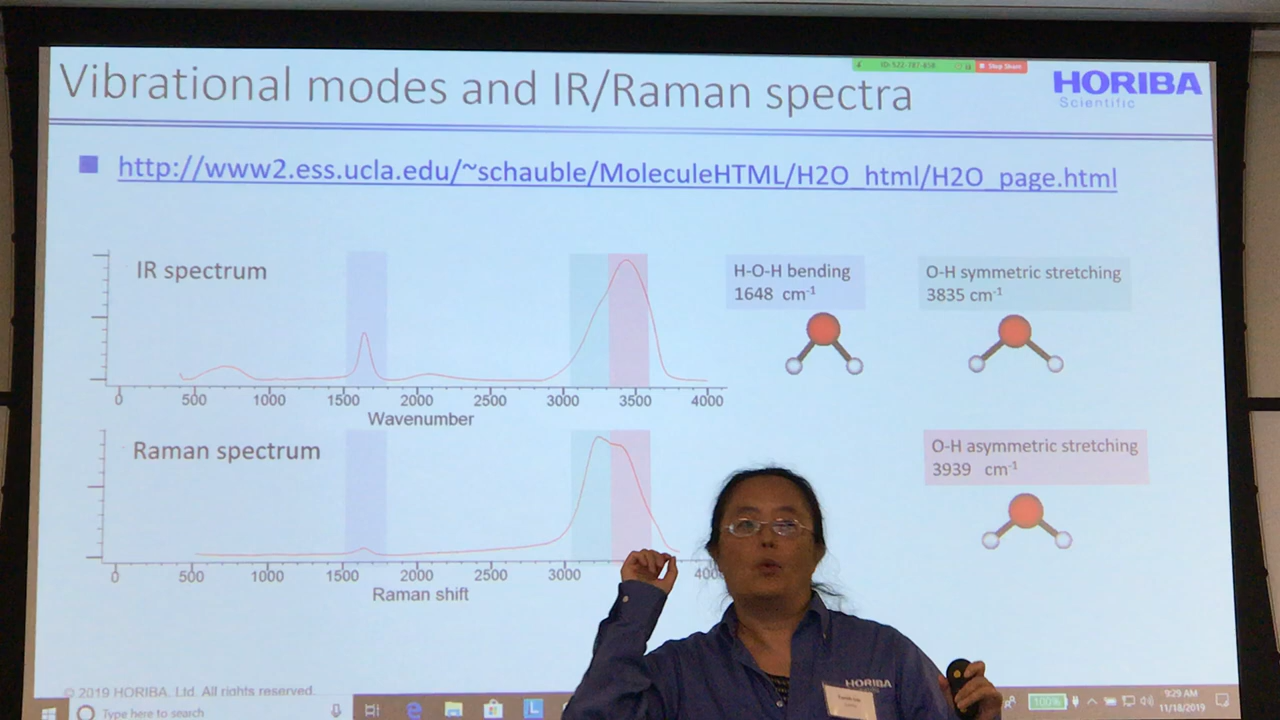 Vibrational modes and IR/Raman spectra
Stop Share
HORIBA
Scientific
http://www2.ess.ucla.edu/~schauble/MoleculeHTML/H2O_html/H2O_page.html
IR spectrum
0 500 1000 1500 2000 2500 3000 3500 4000
Wavenumber
H-O-H bending
1648 cm-1
O-H symmetric stretching
3835 cm-1
Raman spectrum
0 500 1000 1500 2000 2500 3000 400
Raman shift
O-H asymmetric stretching
3939 cm-1
HORIBA
© 2019 HORIBA, Ltd. All rights reserved.
Type here to search
100%
9:29 AM
11/18/2019